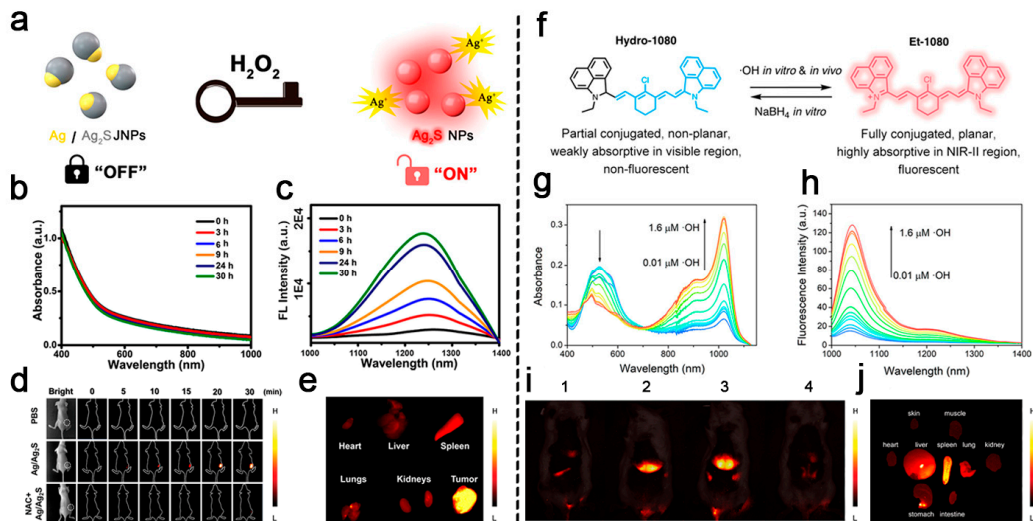 a
H₂O₂
Ag⁺
Ag⁺
Ag⁺
Ag / Ag₂S JNPs
Ag₂S NPs
"OFF"
"ON"
b
Absorbance (a.u.)
1.0
0.5
0.0
0 h
3 h
6 h
9 h
24 h
30 h
400
600
800
1000
Wavelength (nm)
c
FL Intensity (a.u.)
2E4
1E4
0 h
3 h
6 h
9 h
24 h
30 h
1000
1100
1200
1300
1400
Wavelength (nm)
d
Bright 0 5 10 15 20 30 (min)
PBS
Ag/Ag₂S
NAC+
Ag/Ag₂S
H
L
e
Heart Liver Spleen
Lungs Kidneys Tumor
H
L
f
Hydro-1080
Et-1080
Cl
N
N
·OH in vitro & in vivo
NaBH₄ in vitro
Cl
N
+
N
Partial conjugated, non-planar,
weakly absorptive in visible region,
non-fluorescent
Fully conjugated, planar,
highly absorptive in NIR-II region,
fluorescent
g
Absorbance
0.3
0.2
0.1
0.0
1.6 μM ·OH
0.01 μM ·OH
400
600
800
1000
Wavelength (nm)
h
Fluorescence Intensity (a.u.)
140
120
100
80
60
40
20
0
1.6 μM ·OH
0.01 μM ·OH
1000
1100
1200
1300
1400
Wavelength (nm)
i
1 2 3 4
H
L
j
skin muscle
heart liver spleen lung kidney
stomach intestine
H
L